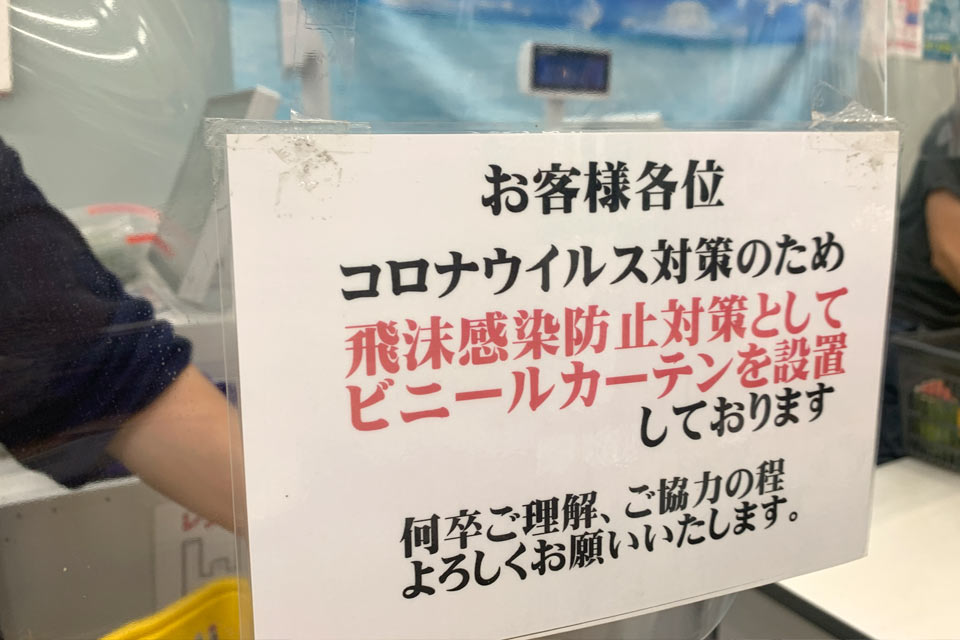 お客様各位
コロナウイルス対策のため
飛沫感染防止対策として
ビニールカーテンを設置
しております
何卒ご理解、ご協力の程
よろしくお願いいたします。